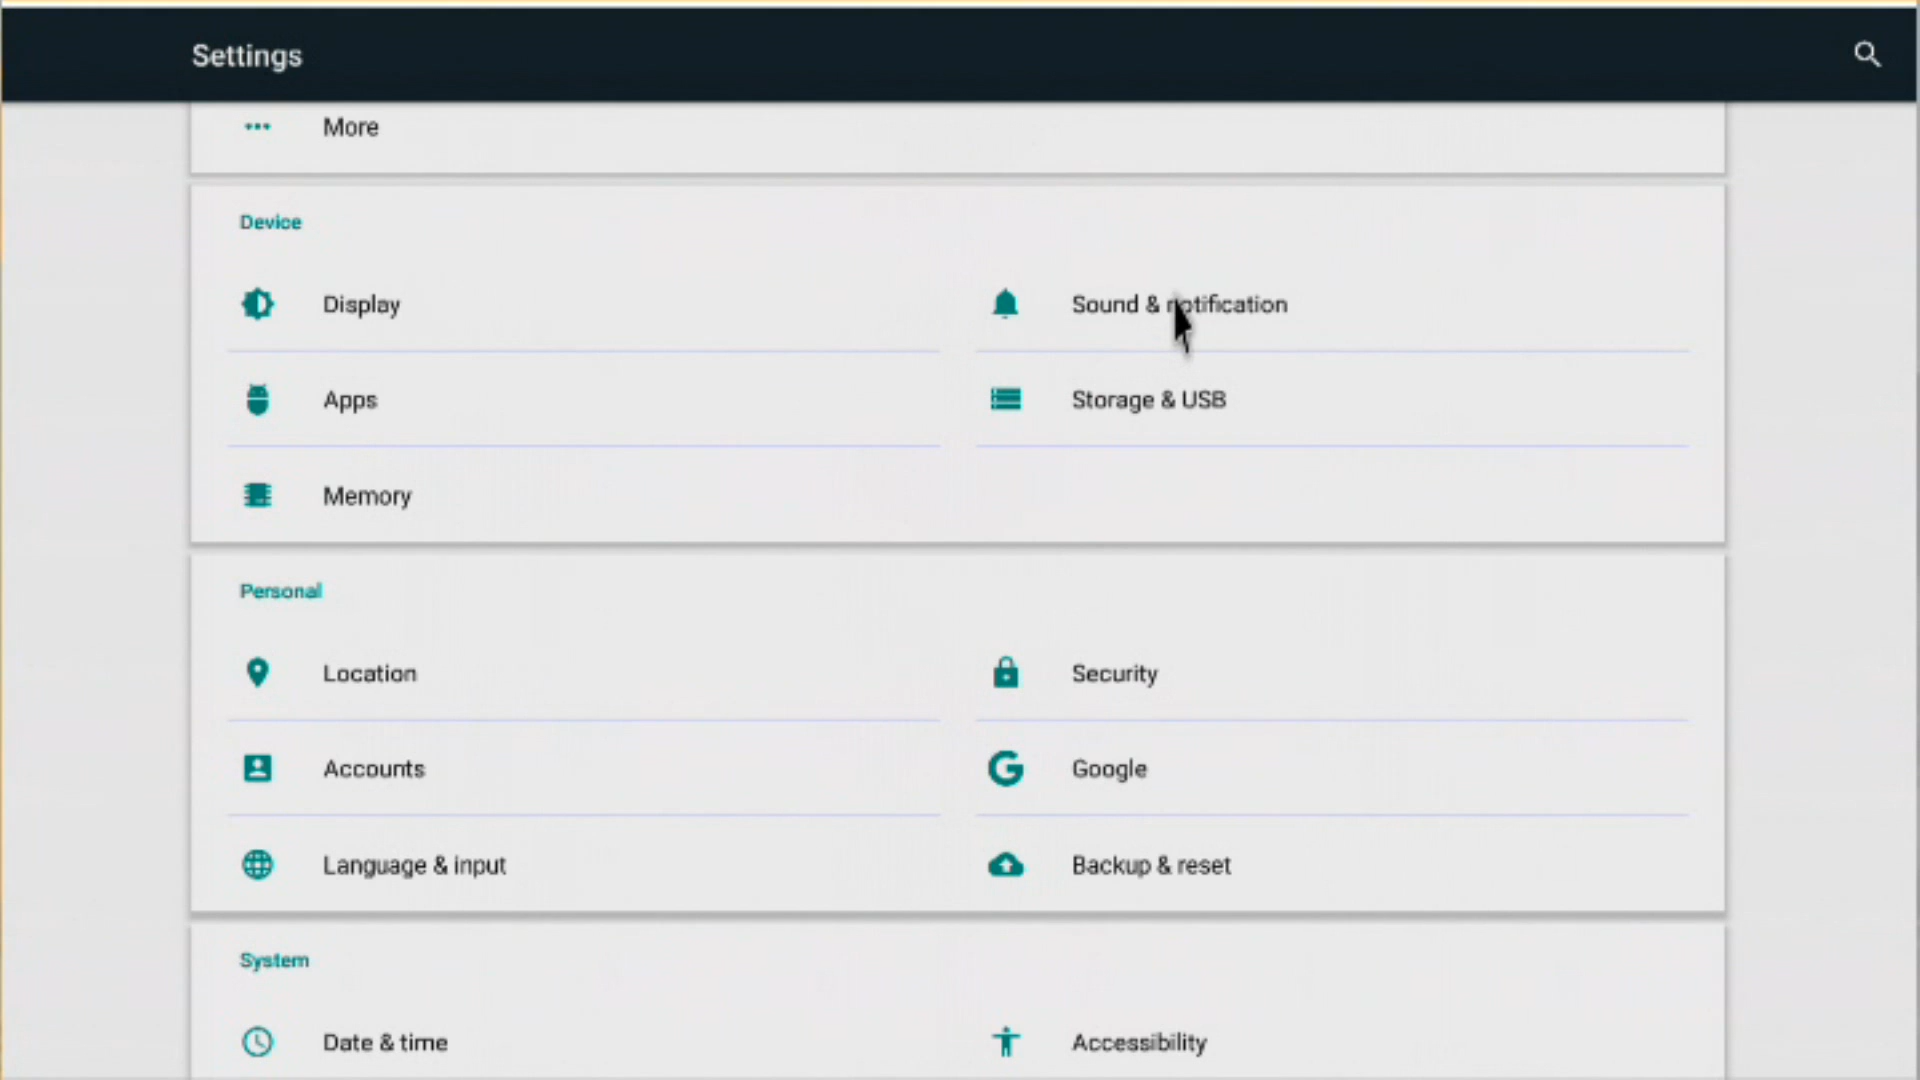 Settings
More
Device
Display
Sound & notification
Apps
Storage & USB
Memory
Personal
Location
Security
Accounts
Google
Language & input
Backup & reset
System
Date & time
Accessibility